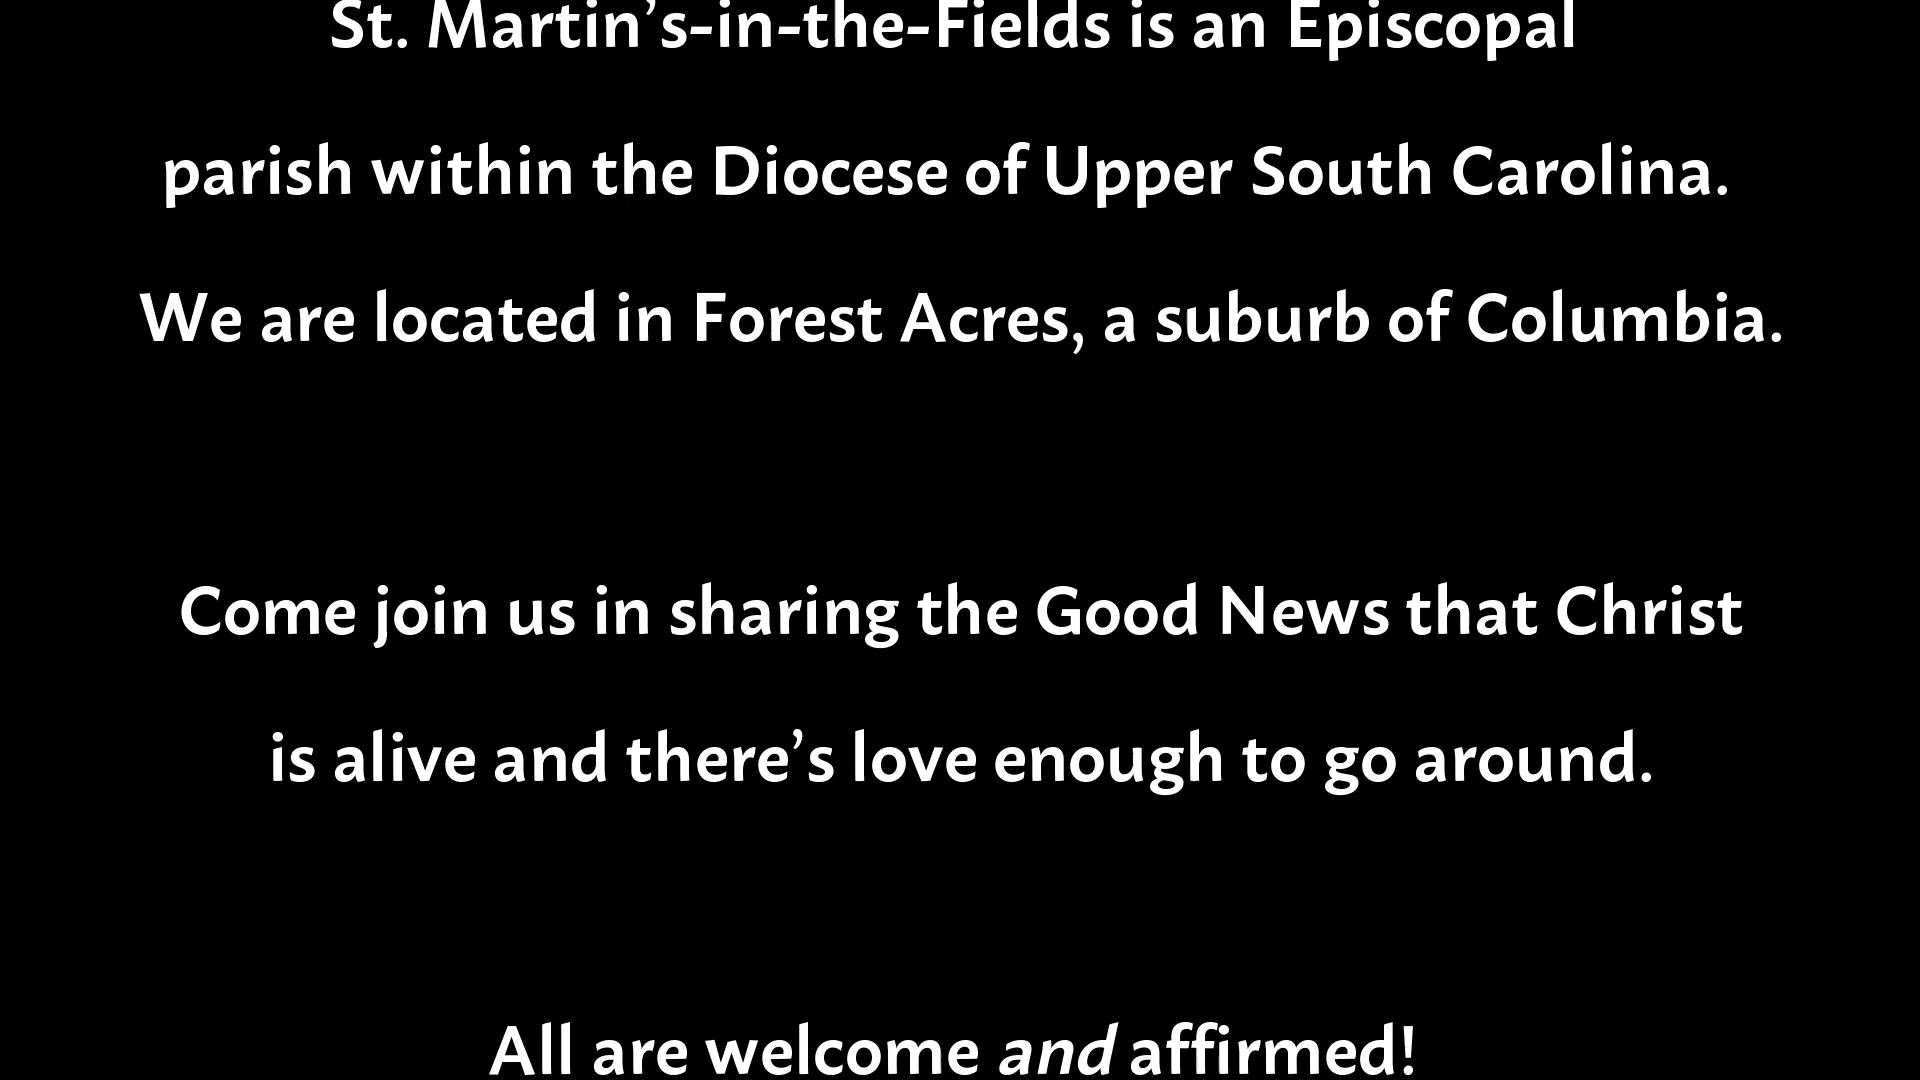 St. Martin’s-in-the-Fields is an Episcopal
parish within the Diocese of Upper South Carolina.
We are located in Forest Acres, a suburb of Columbia.
Come join us in sharing the Good News that Christ
is alive and there’s love enough to go around.
All are welcome and affirmed!